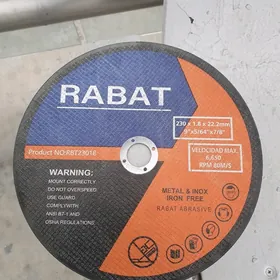 RABAT
230 x 1.8 x 22.2mm
9"x5/64"x7/8"
Product NO:RBT23018
VELOCIDAD MAX.
6,650
RPM 80M/S
WARNING:
MOUNT CORRECTLY
DO NOT OVERSPEED
USE GUARD
COMPLY WITH
ANSI B7-1 AND
OSHA REGULATIONS
METAL & INOX
IRON FREE
RABAT ABRASIVE